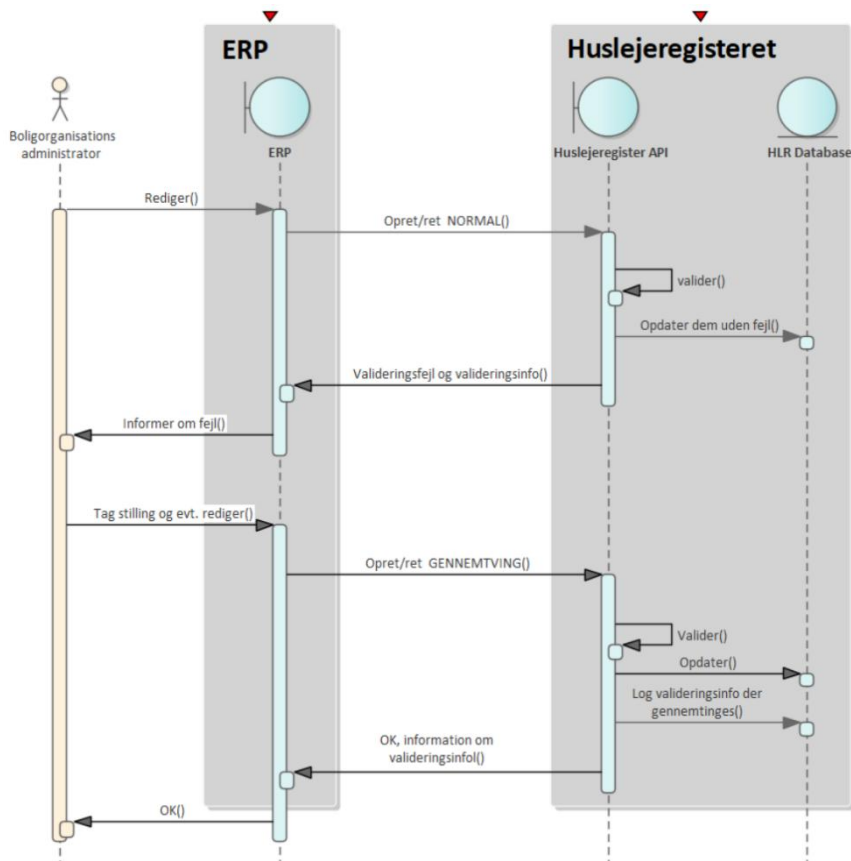 ERP
Huslejeregisteret
Boligorganisations
administrator
ERP
Huslejeregister API
HLR Database
Rediger()
Opret/ret NORMAL()
valider()
Opdater dem uden fejl()
Valideringsfejl og valideringsinfo()
Informer om fejl()
Tag stilling og evt. rediger()
Opret/ret GENNEMTVING()
Valider()
Opdater()
Log valideringsinfo der
gennemtinges()
OK, information om
valideringsinfol()
OK()